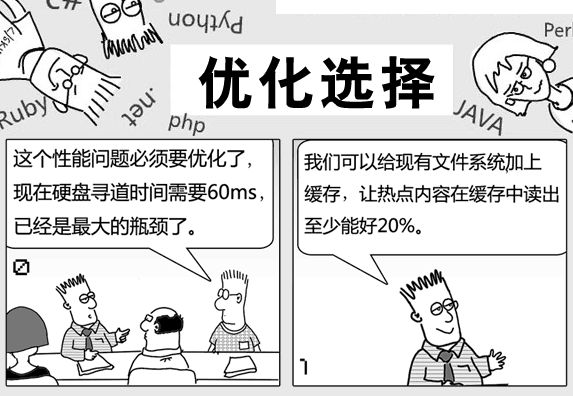 C#
Python
Perl
Ruby
.net
php
JAVA
优化选择
这个性能问题必须要优化了，
现在硬盘寻道时间需要60ms，
已经是最大的瓶颈了。
0
我们可以给现有文件系统加上
缓存，让热点内容在缓存中读出
至少能好20%。
1